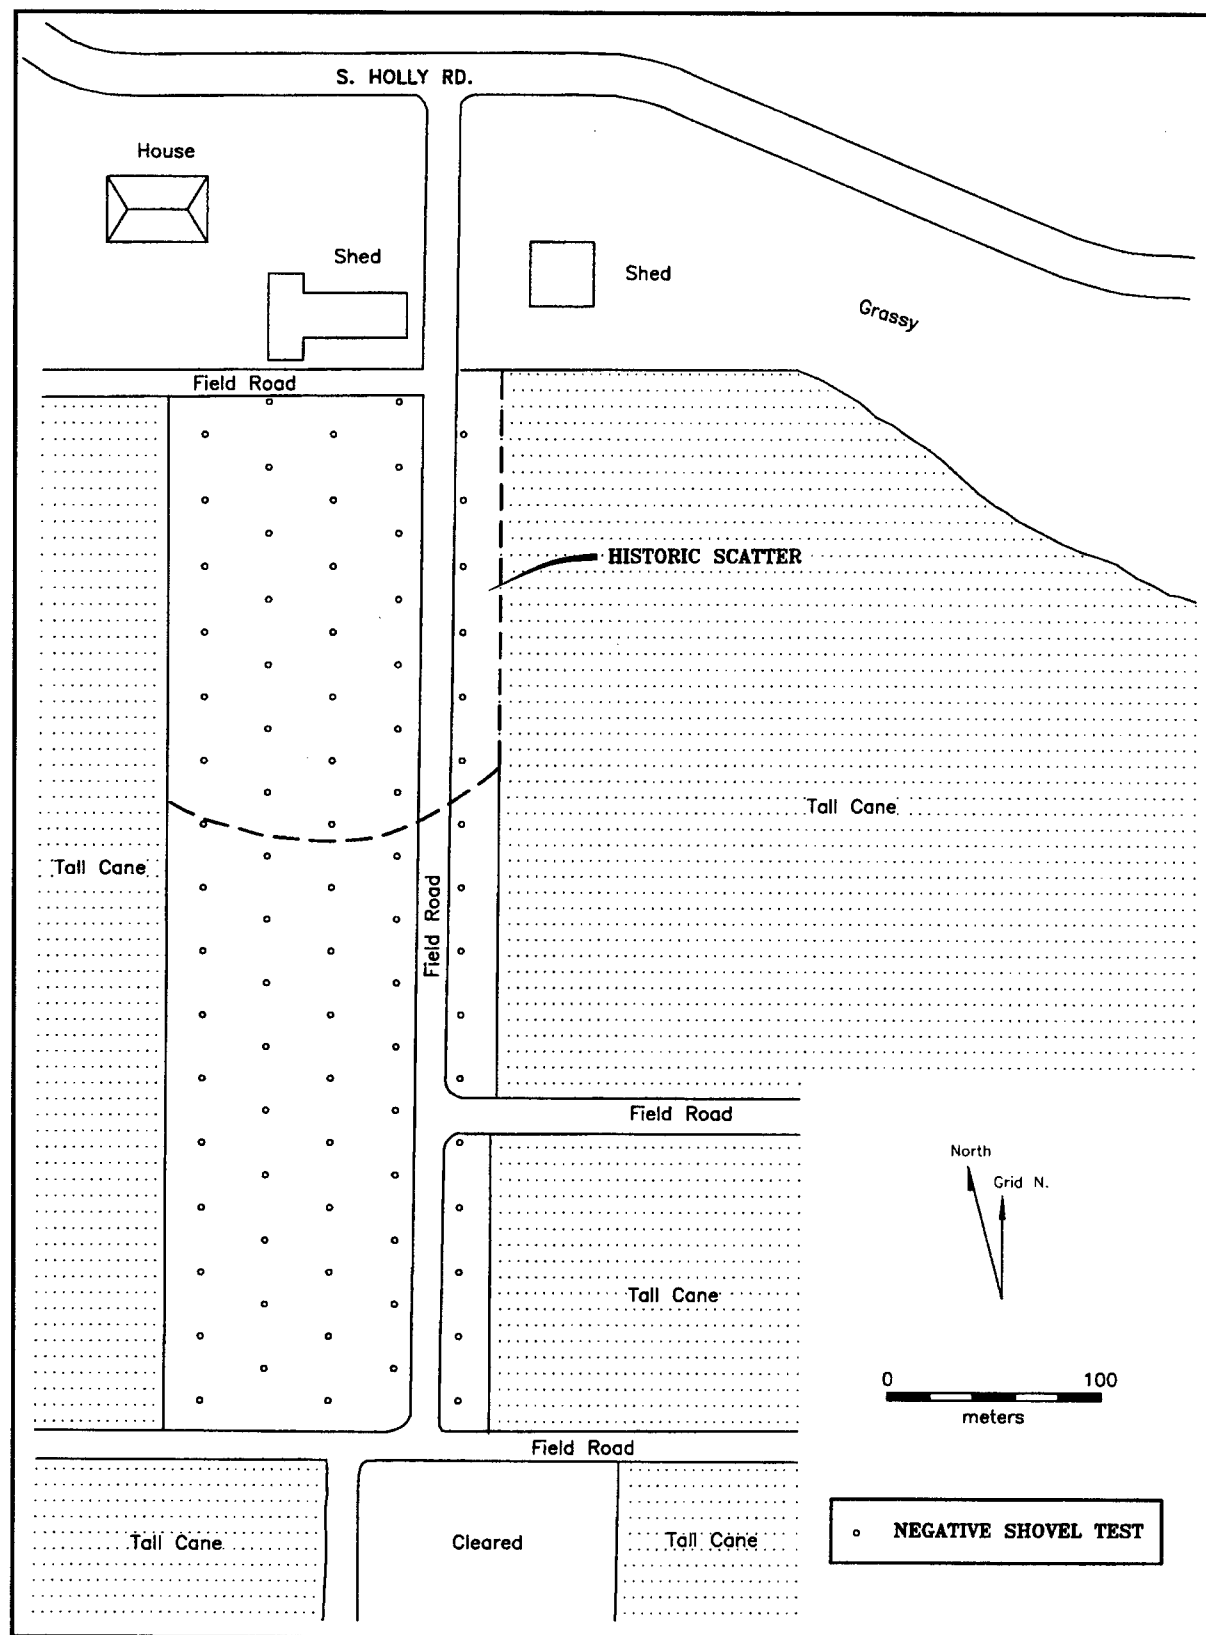 S. HOLLY RD.
House
Shed
Shed
Grassy
Field Road
HISTORIC SCATTER
Tall Cane
Tall Cane
Field Road
Field Road
North
Grid N.
Tall Cane
0 100
meters
Field Road
Tall Cane
Cleared
Tall Cane
NEGATIVE SHOVEL TEST